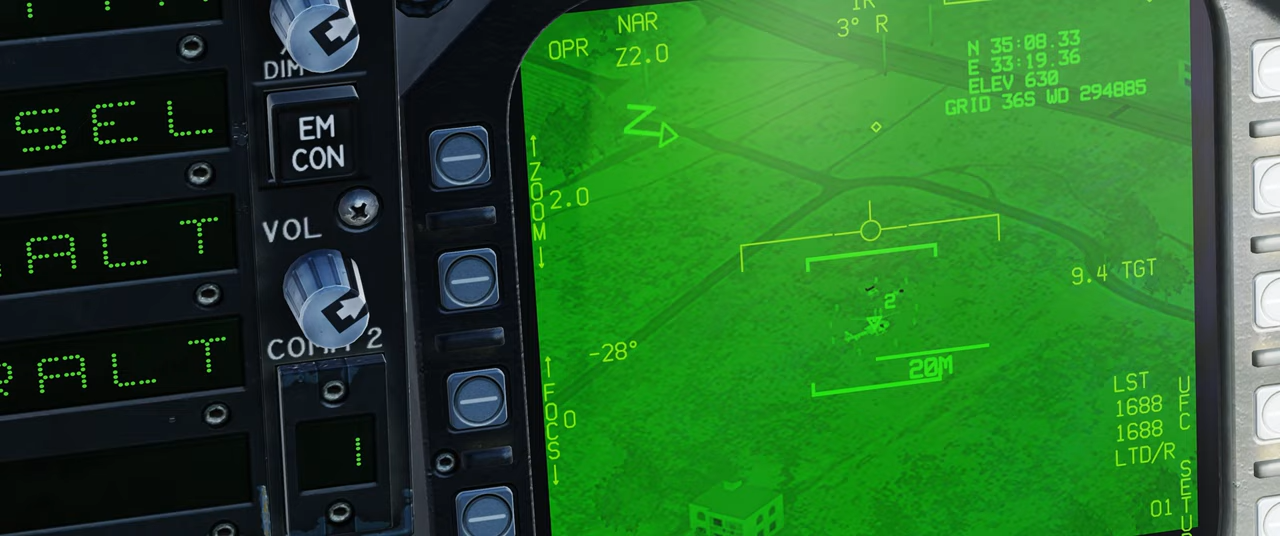 SEL
ALT
RALT
DIM
EM
CON
VOL
COMM 2
1
OPR
NAR
Z2.0
IR
3° R
N 35:08.33
E 33:19.36
ELEV 630
GRID 36S WD 294885
N
ZOOM
2.0
9.4 TGT
2
-28°
20M
FOCS
0
LST
1688
1688
LTD/R
UFC
01